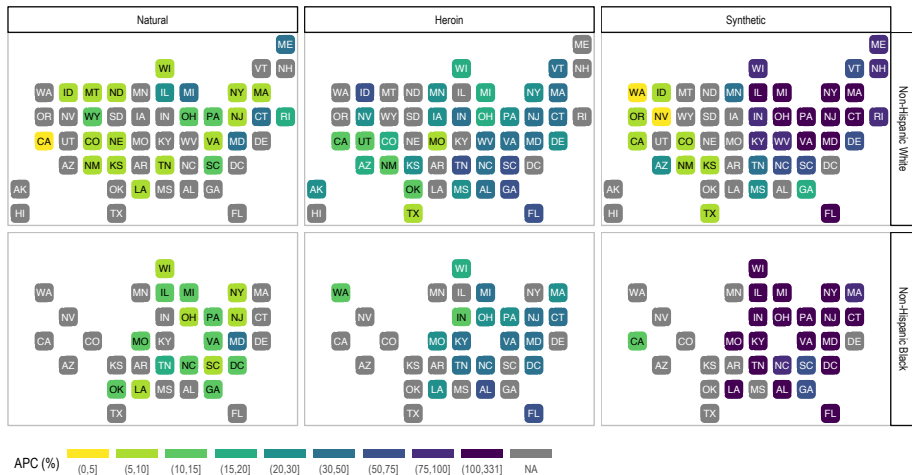 Natural
Heroin
Synthetic
ME
WI VT NH
WA ID MT ND MN IL MI NY MA
OR NV WY SD IA IN OH PA NJ CT RI
CA UT CO NE MO KY WV VA MD DE
AZ NM KS AR TN NC SC DC
AK OK LA MS AL GA
HI TX FL
ME
WI VT NH
WA ID MT ND MN IL MI NY MA
OR NV WY SD IA IN OH PA NJ CT RI
CA UT CO NE MO KY WV VA MD DE
AZ NM KS AR TN NC SC DC
AK OK LA MS AL GA
HI TX FL
ME
WI VT NH
WA ID MT ND MN IL MI NY MA
OR NV WY SD IA IN OH PA NJ CT RI
CA UT CO NE MO KY WV VA MD DE
AZ NM KS AR TN NC SC DC
AK OK LA MS AL GA
HI TX FL
Non-Hispanic White
WI
WA MN IL MI NY MA
NV IN OH PA NJ CT
CA CO MO KY VA MD DE
AZ KS AR TN NC SC DC
OK LA MS AL GA
TX FL
WI
WA MN IL MI NY MA
NV IN OH PA NJ CT
CA CO MO KY VA MD DE
AZ KS AR TN NC SC DC
OK LA MS AL GA
TX FL
WI
WA MN IL MI NY MA
NV IN OH PA NJ CT
CA CO MO KY VA MD DE
AZ KS AR TN NC SC DC
OK LA MS AL GA
TX FL
Non-Hispanic Black
APC (%) (0,5] (5,10] (10,15] (15,20] (20,30] (30,50] (50,75] (75,100] (100,331] NA